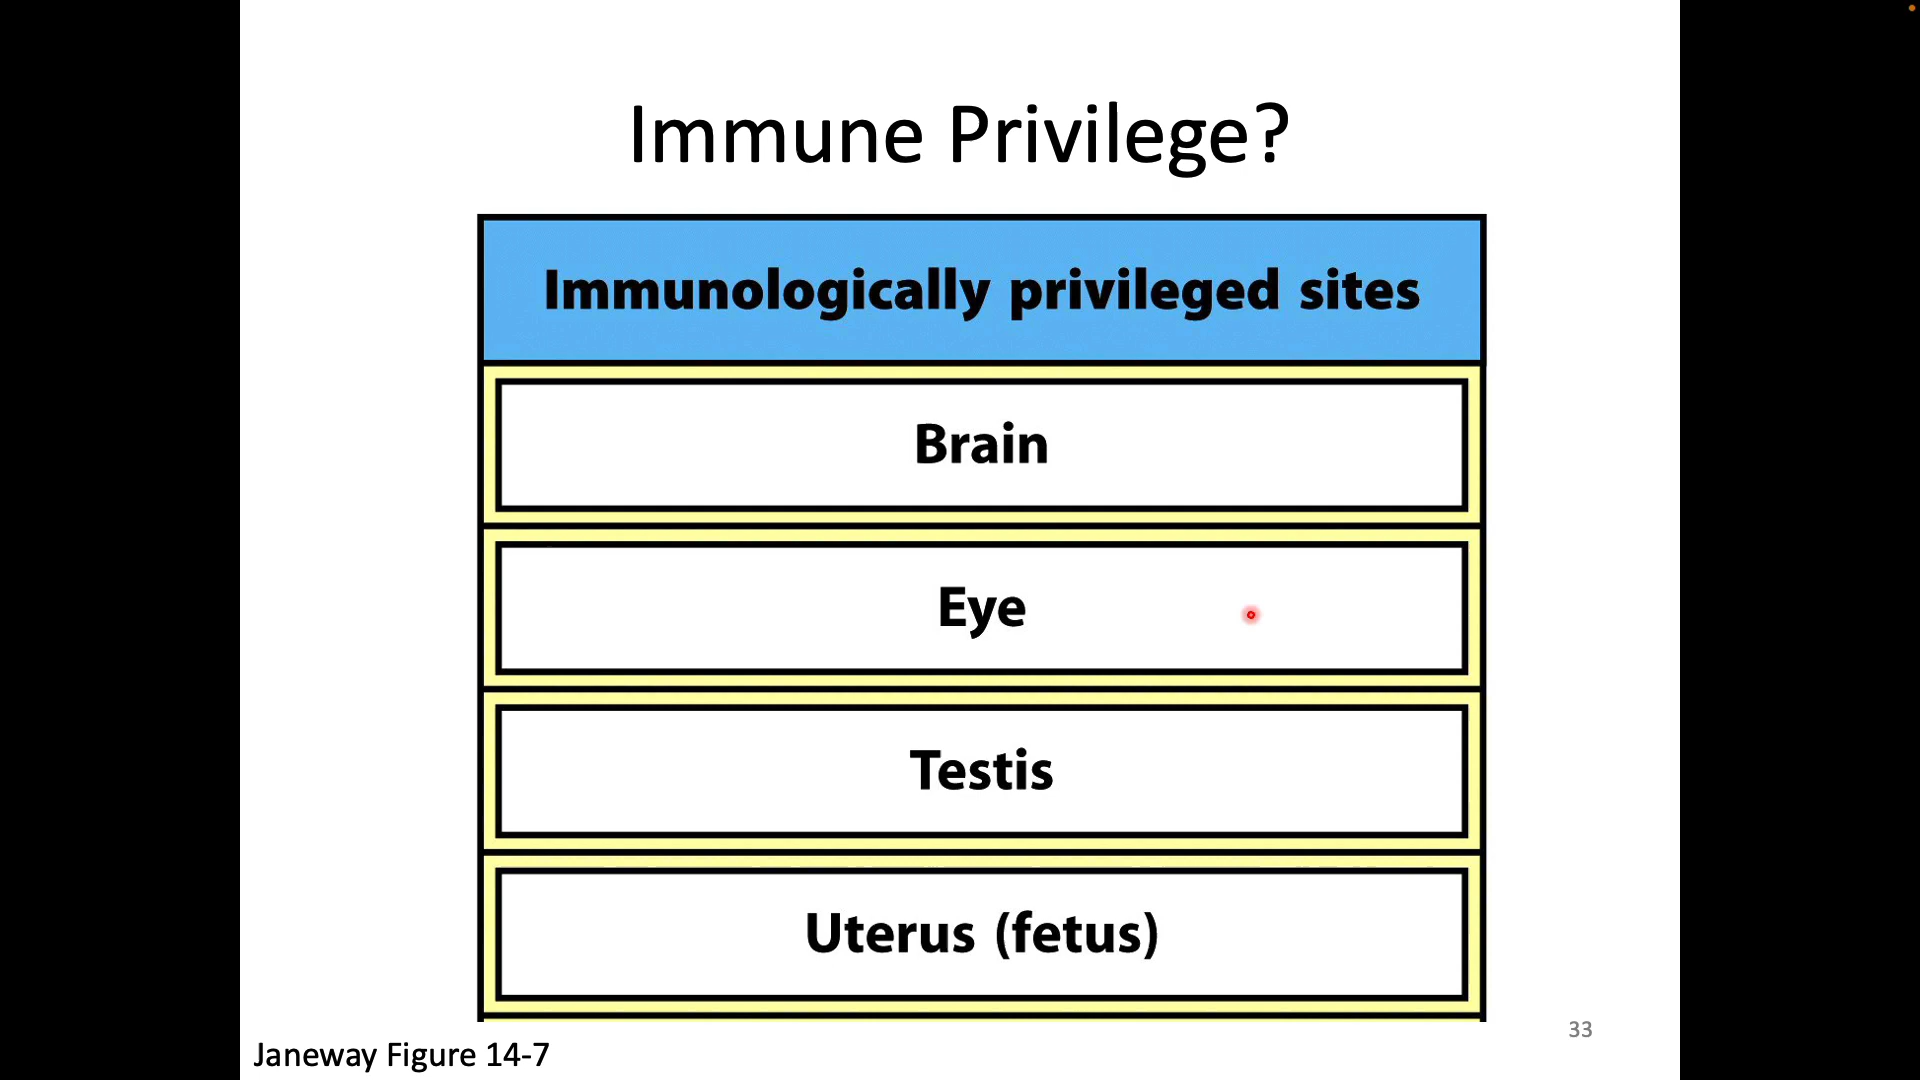 Immune Privilege?
Immunologically privileged sites
Brain
Eye
Testis
Uterus (fetus)
33
Janeway Figure 14-7